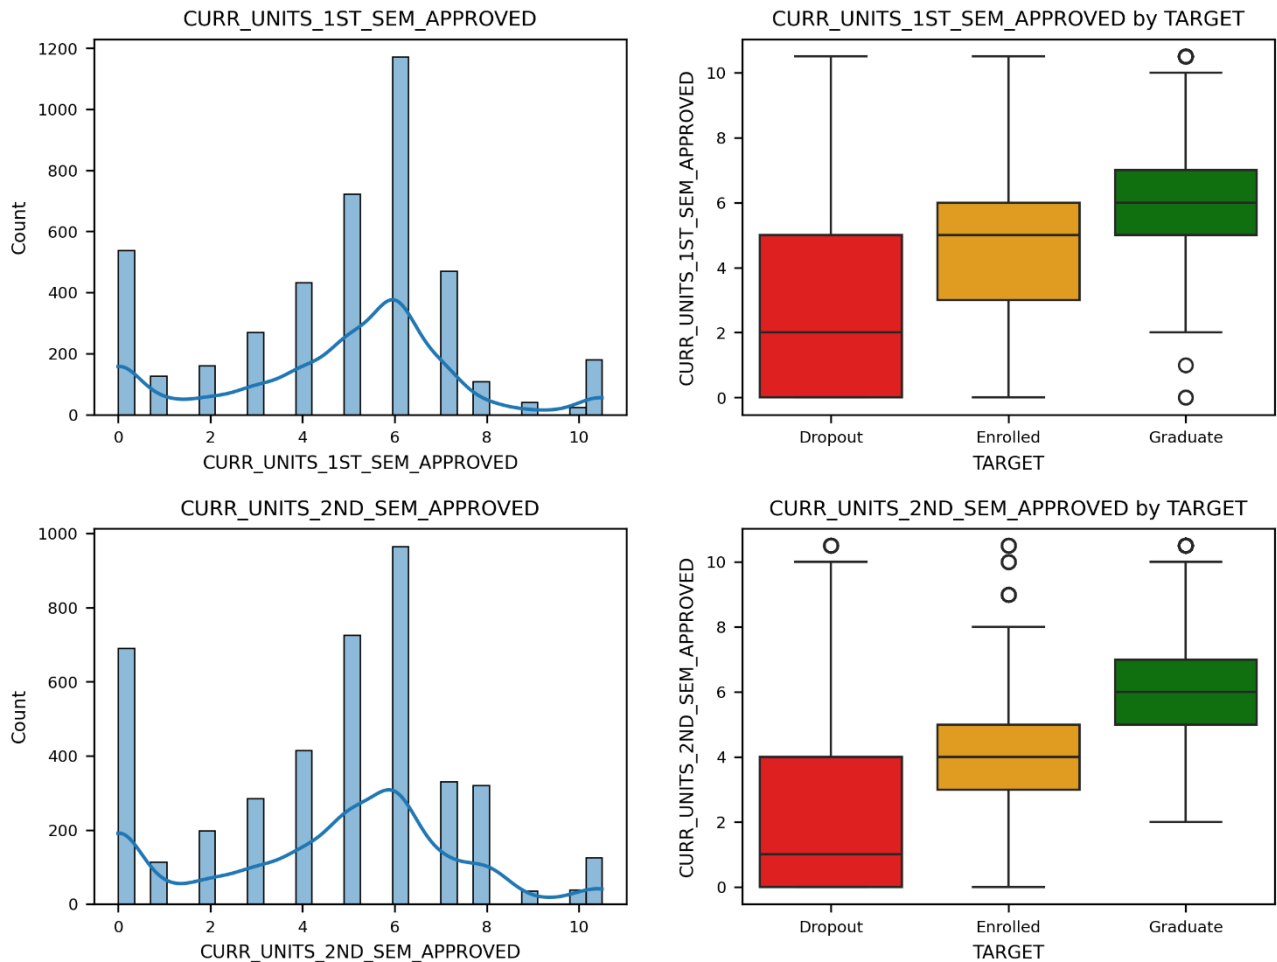 CURR_UNITS_1ST_SEM_APPROVED
1200
1000
800
600
400
200
0
Count
0 2 4 6 8 10
CURR_UNITS_1ST_SEM_APPROVED
CURR_UNITS_1ST_SEM_APPROVED by TARGET
10
8
6
4
2
0
CURR_UNITS_1ST_SEM_APPROVED
Dropout Enrolled Graduate
TARGET
CURR_UNITS_2ND_SEM_APPROVED
1000
800
600
400
200
0
Count
0 2 4 6 8 10
CURR_UNITS_2ND_SEM_APPROVED
CURR_UNITS_2ND_SEM_APPROVED by TARGET
10
8
6
4
2
0
CURR_UNITS_2ND_SEM_APPROVED
Dropout Enrolled Graduate
TARGET